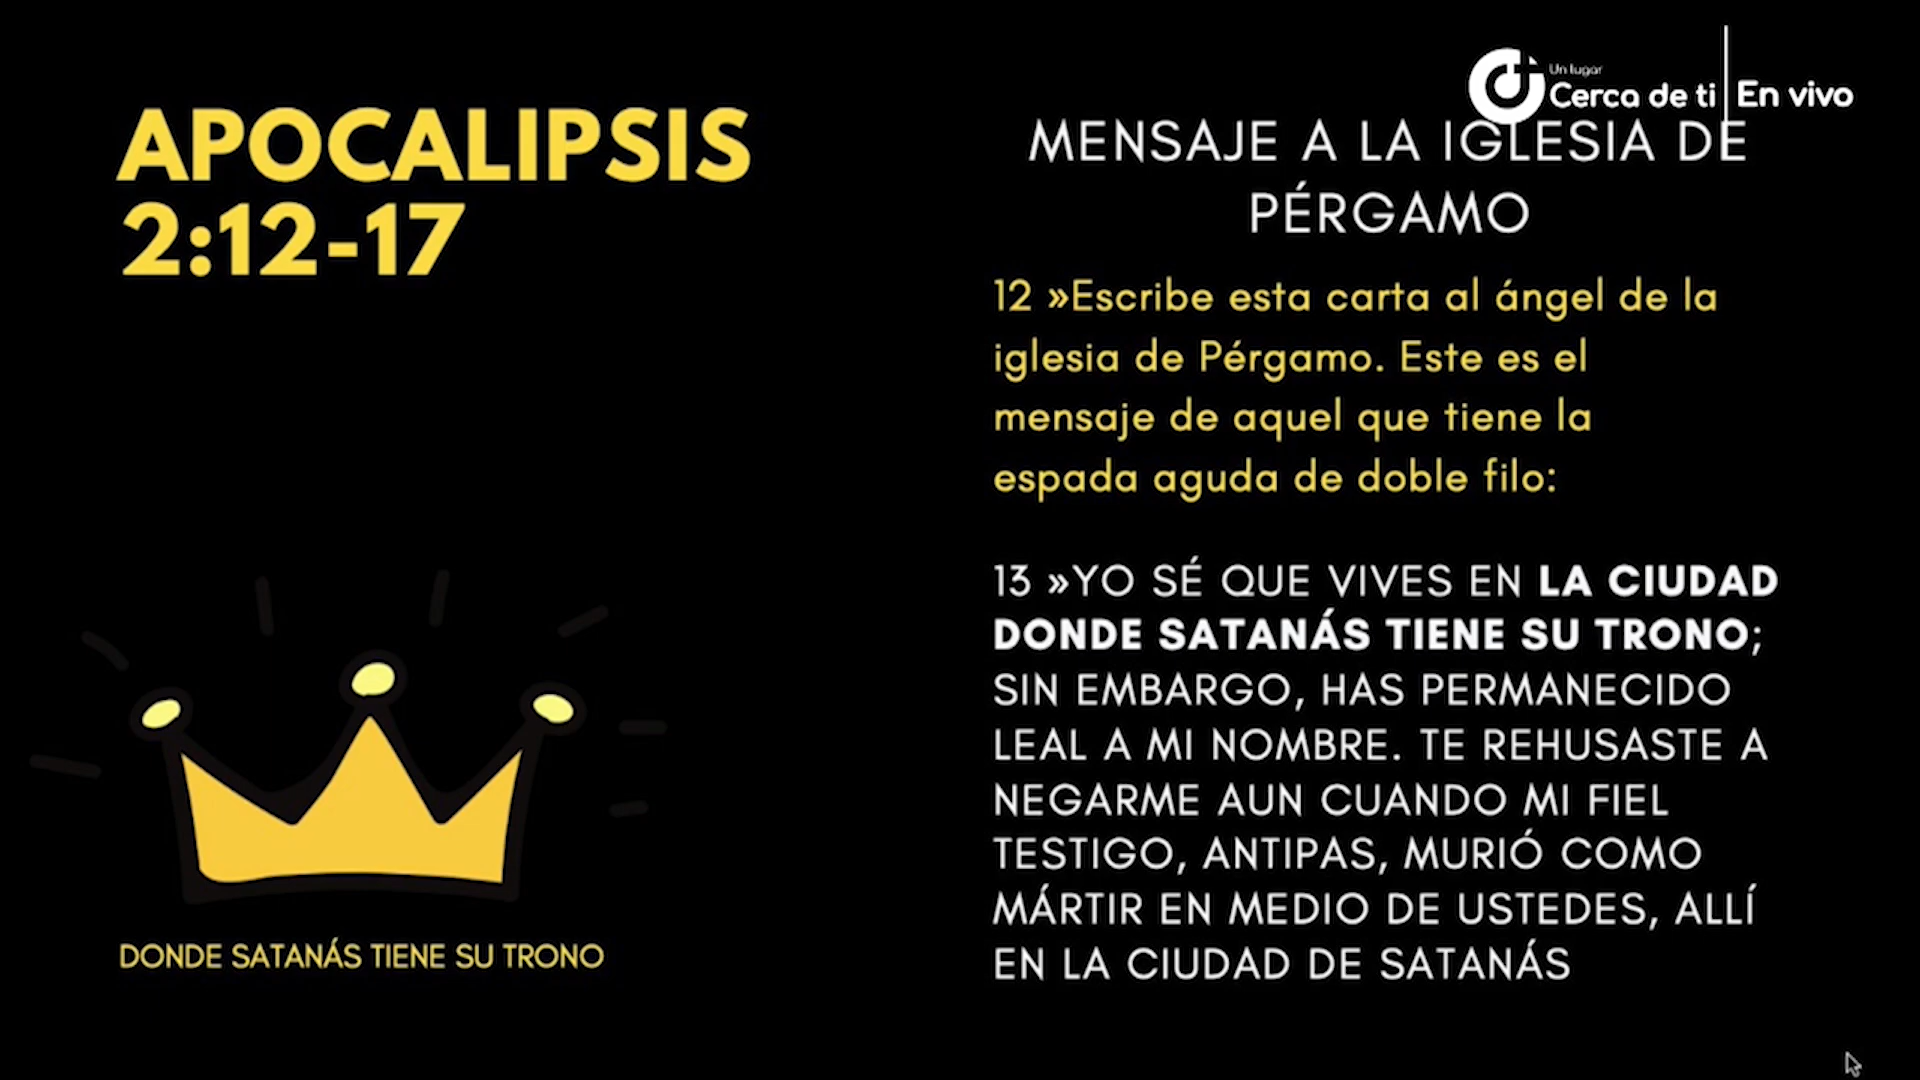 Un lugar
Cerca de ti | En vivo
APOCALIPSIS
2:12-17
DONDE SATANÁS TIENE SU TRONO
MENSAJE A LA IGLESIA DE
PÉRGAMO
12 »Escribe esta carta al ángel de la
iglesia de Pérgamo. Este es el
mensaje de aquel que tiene la
espada aguda de doble filo:
13 »YO SÉ QUE VIVES EN LA CIUDAD
DONDE SATANÁS TIENE SU TRONO;
SIN EMBARGO, HAS PERMANECIDO
LEAL A MI NOMBRE. TE REHUSASTE A
NEGARME AUN CUANDO MI FIEL
TESTIGO, ANTIPAS, MURIÓ COMO
MÁRTIR EN MEDIO DE USTEDES, ALLÍ
EN LA CIUDAD DE SATANÁS